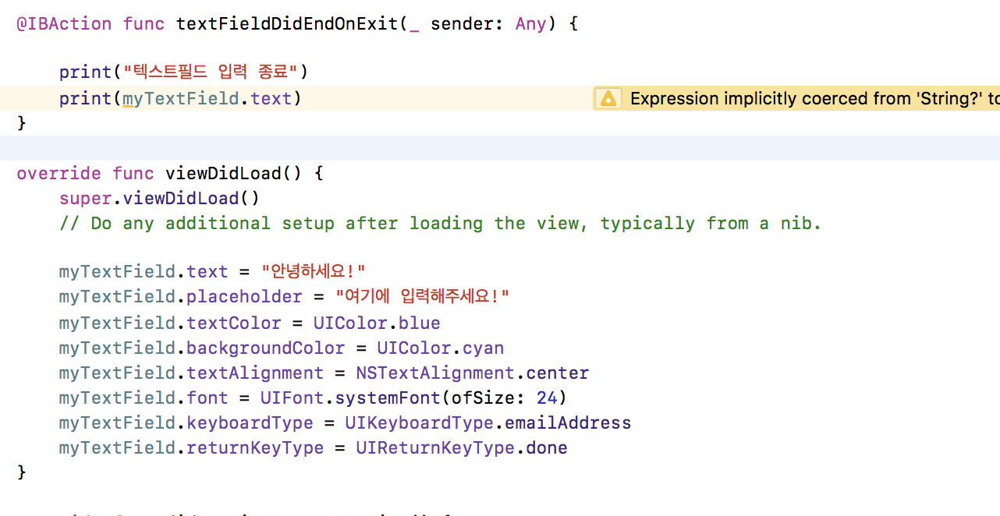 @IBAction func textFieldDidEndOnExit(_ sender: Any) {
print("텍스트필드 입력 종료")
print(myTextField.text)
Expression implicitly coerced from 'String?' to
}
override func viewDidLoad() {
super.viewDidLoad()
// Do any additional setup after loading the view, typically from a nib.
myTextField.text = "안녕하세요!"
myTextField.placeholder = "여기에 입력해주세요!"
myTextField.textColor = UIColor.blue
myTextField.backgroundColor = UIColor.cyan
myTextField.textAlignment = NSTextAlignment.center
myTextField.font = UIFont.systemFont(ofSize: 24)
myTextField.keyboardType = UIKeyboardType.emailAddress
myTextField.returnKeyType = UIReturnKeyType.done
}